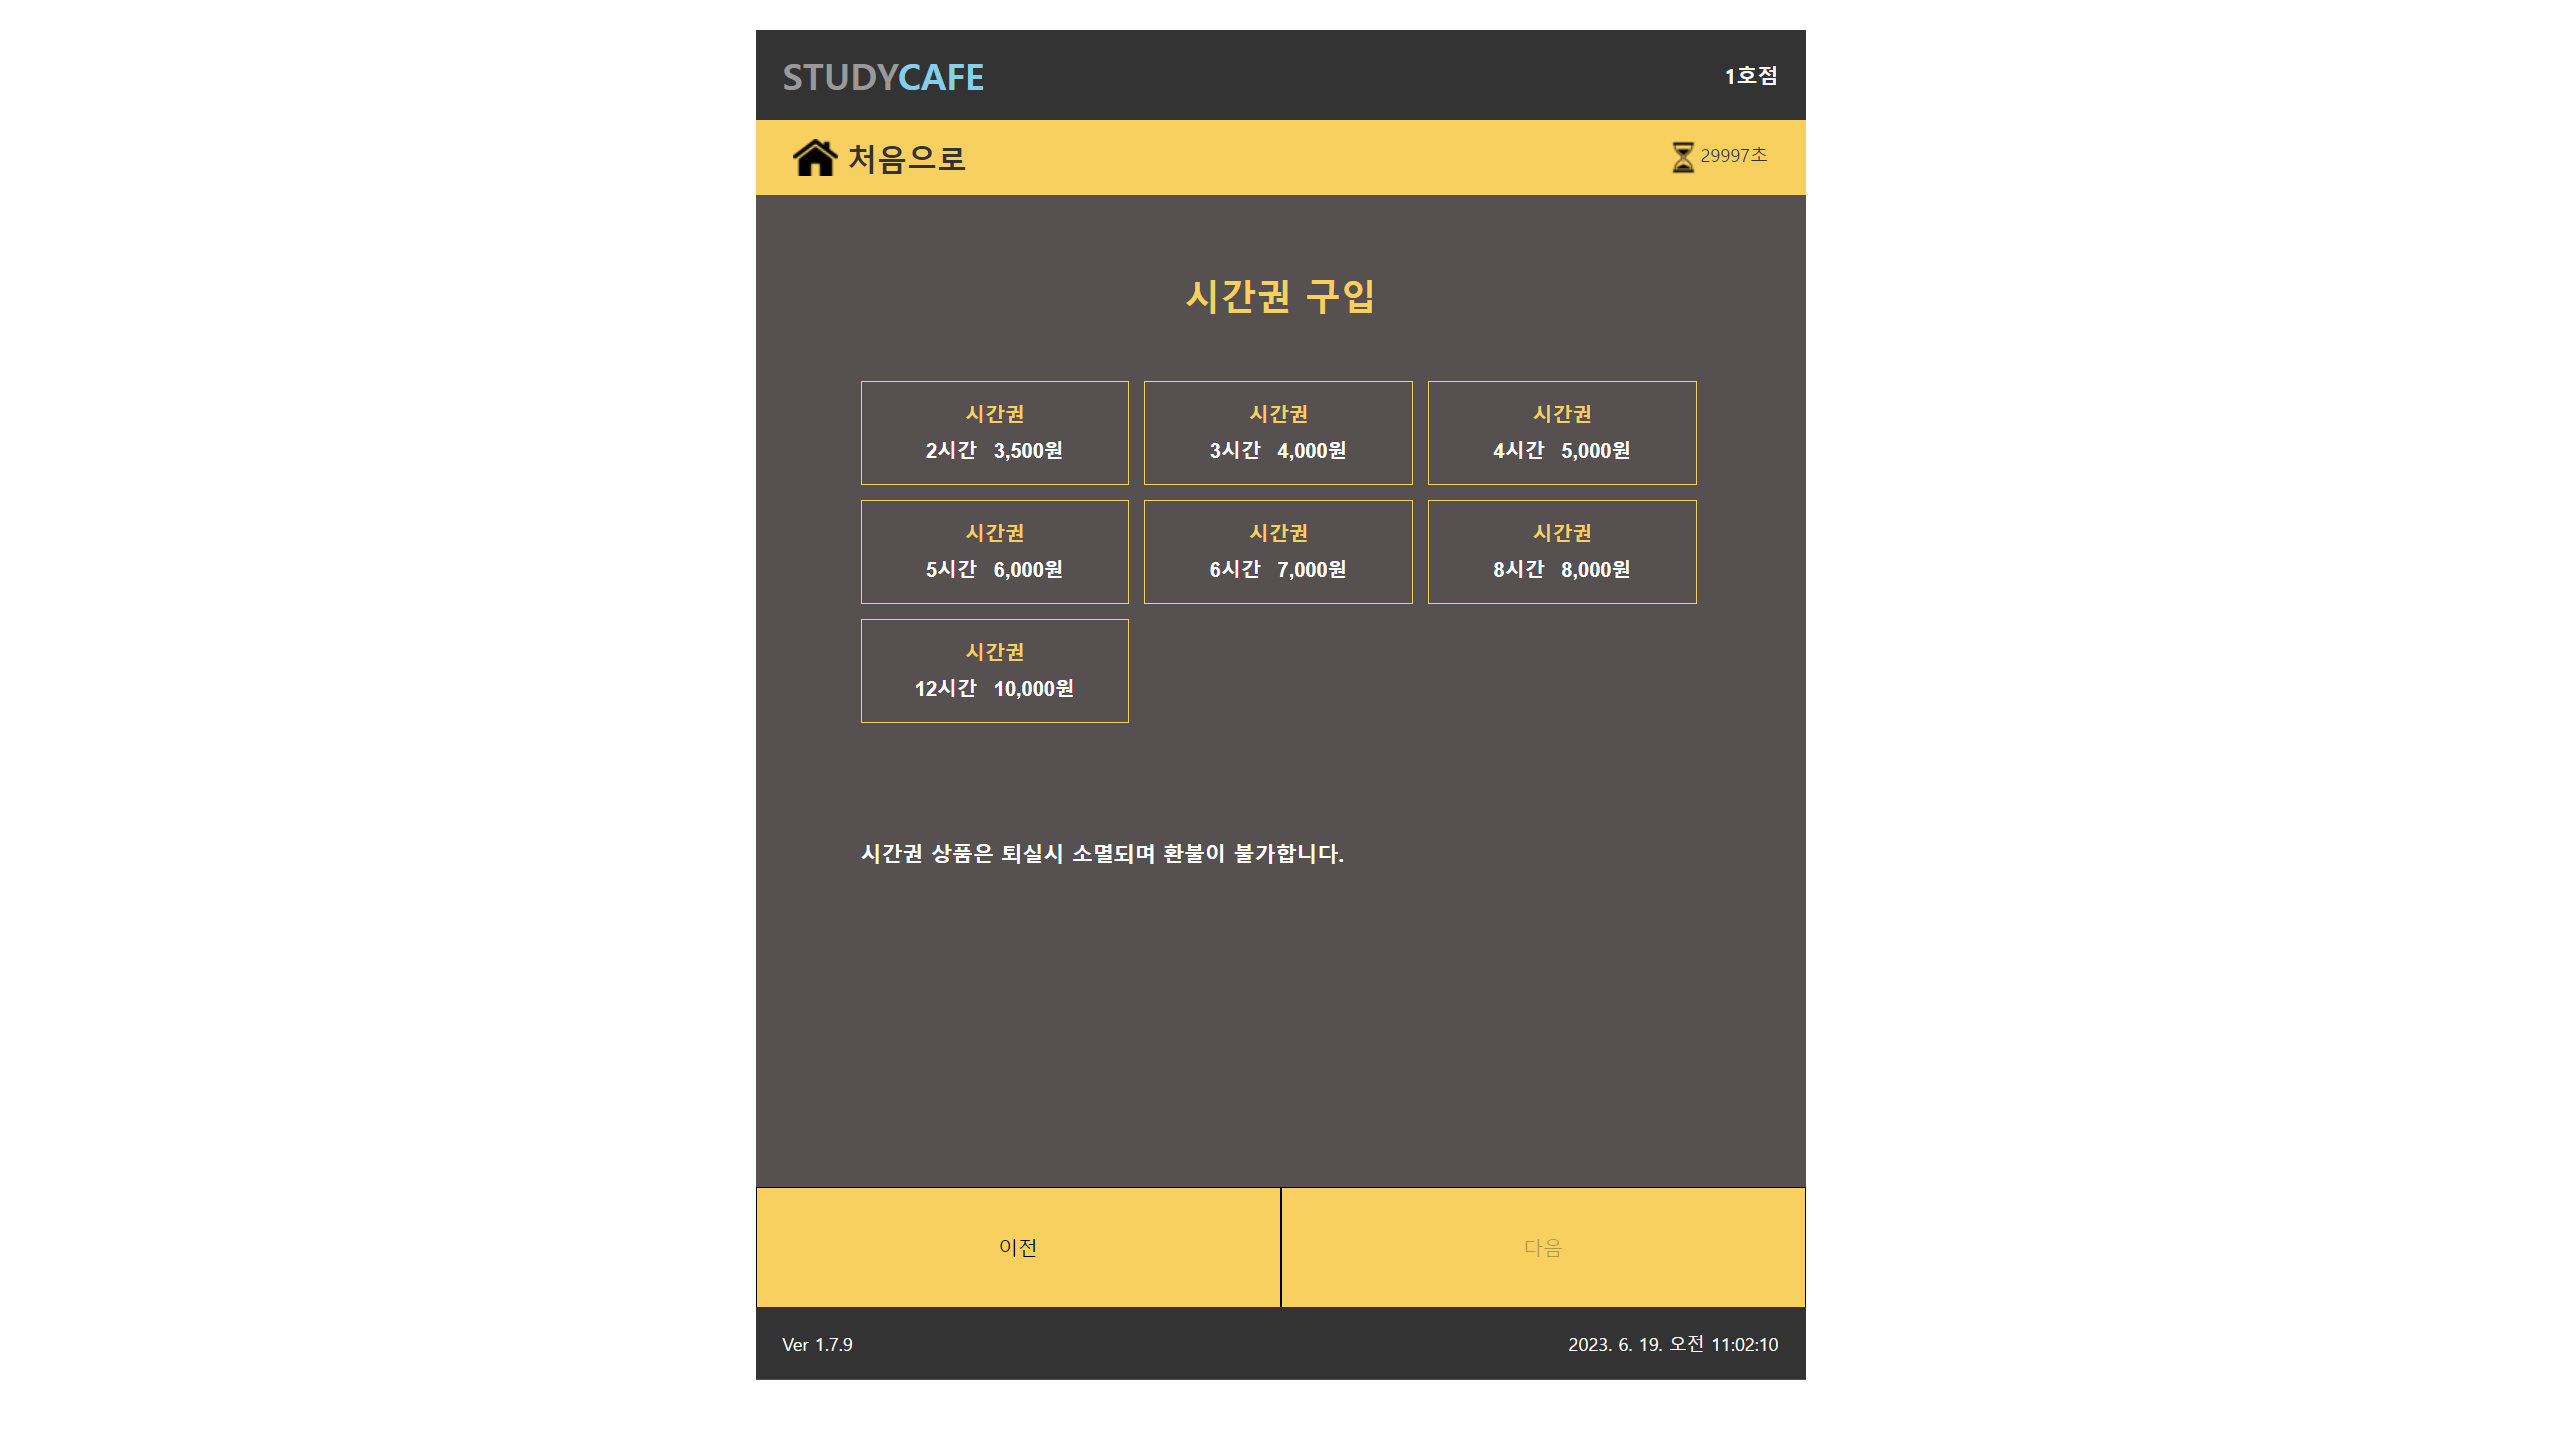 STUDYCAFE
1호점
처음으로
29997초
시간권 구입
시간권
2시간 3,500원
시간권
3시간 4,000원
시간권
4시간 5,000원
시간권
5시간 6,000원
시간권
6시간 7,000원
시간권
8시간 8,000원
시간권
12시간 10,000원
시간권 상품은 퇴실시 소멸되며 환불이 불가합니다.
이전
다음
Ver 1.7.9
2023. 6. 19. 오전 11:02:10